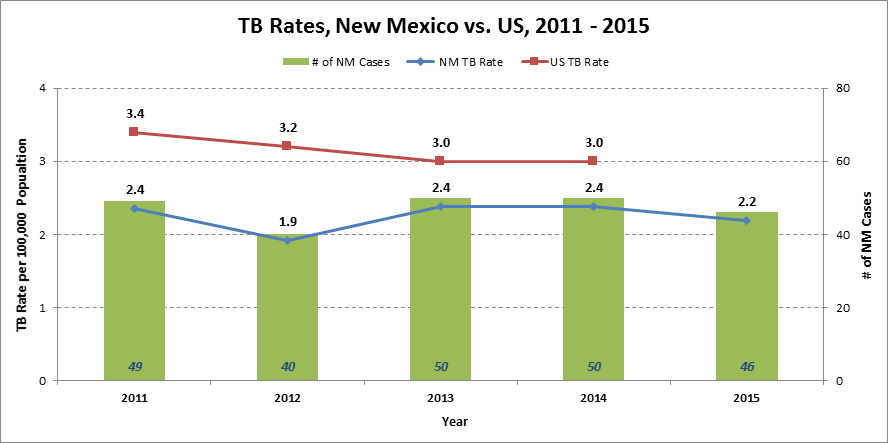 TB Rates, New Mexico vs. US, 2011 - 2015
# of NM Cases NM TB Rate US TB Rate
4 80
3.4
3.2
3.0 3.0
3 60
2.4 2.4 2.4
2.2
1.9
2 40
1 20
49 40 50 50 46
0 0
2011 2012 2013 2014 2015
Year
TB Rate per 100,000 Popualtion
# of NM Cases